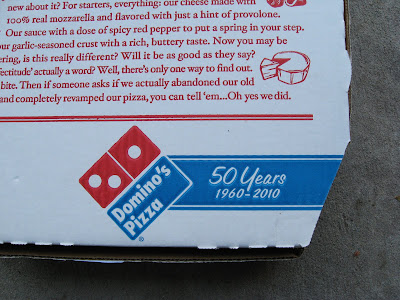 new about it? For starters, everything: our cheese made with
100% real mozzarella and flavored with just a hint of provolone.
Our sauce with a dose of spicy red pepper to put a spring in your step.
our garlic-seasoned crust with a rich, buttery taste. Now you may be
ering, is this really different? Will it be as good as they say?
fectitude' actually a word? Well, there's only one way to find out.
bite. Then if someone asks if we actually abandoned our old
and completely revamped our pizza, you can tell 'em...Oh yes we did.
Domino's
Pizza
®
50 Years
1960-2010